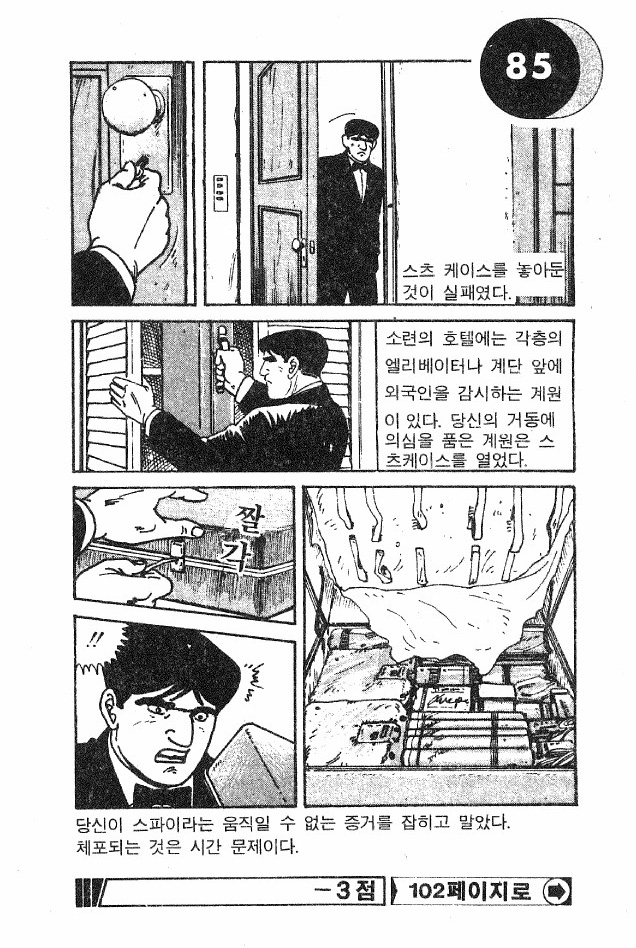 85
스츠 케이스를 놓아둔
것이 실패였다.
소련의 호텔에는 각층의
엘리베이터나 계단 앞에
외국인을 감시하는 계원
이 있다. 당신의 거동에
의심을 품은 계원은 스
츠케이스를 열었다.
짤
각
!!
당신이 스파이라는 움직일 수 없는 증거를 잡히고 말았다.
체포되는 것은 시간 문제이다.
－3점
102페이지로